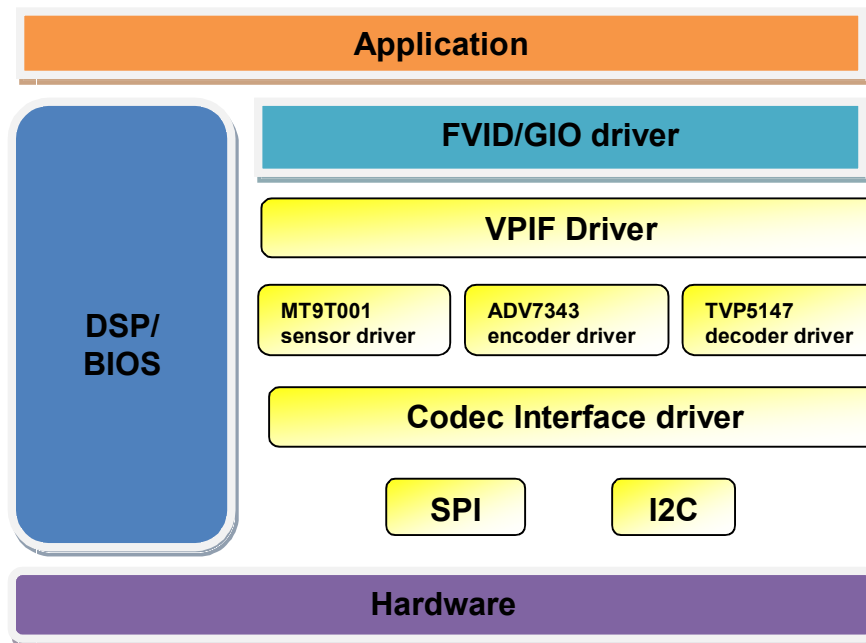 Application
FVID/GIO driver
VPIF Driver
MT9T001
sensor driver
ADV7343
encoder driver
TVP5147
decoder driver
DSP/
BIOS
Codec Interface driver
SPI
I2C
Hardware